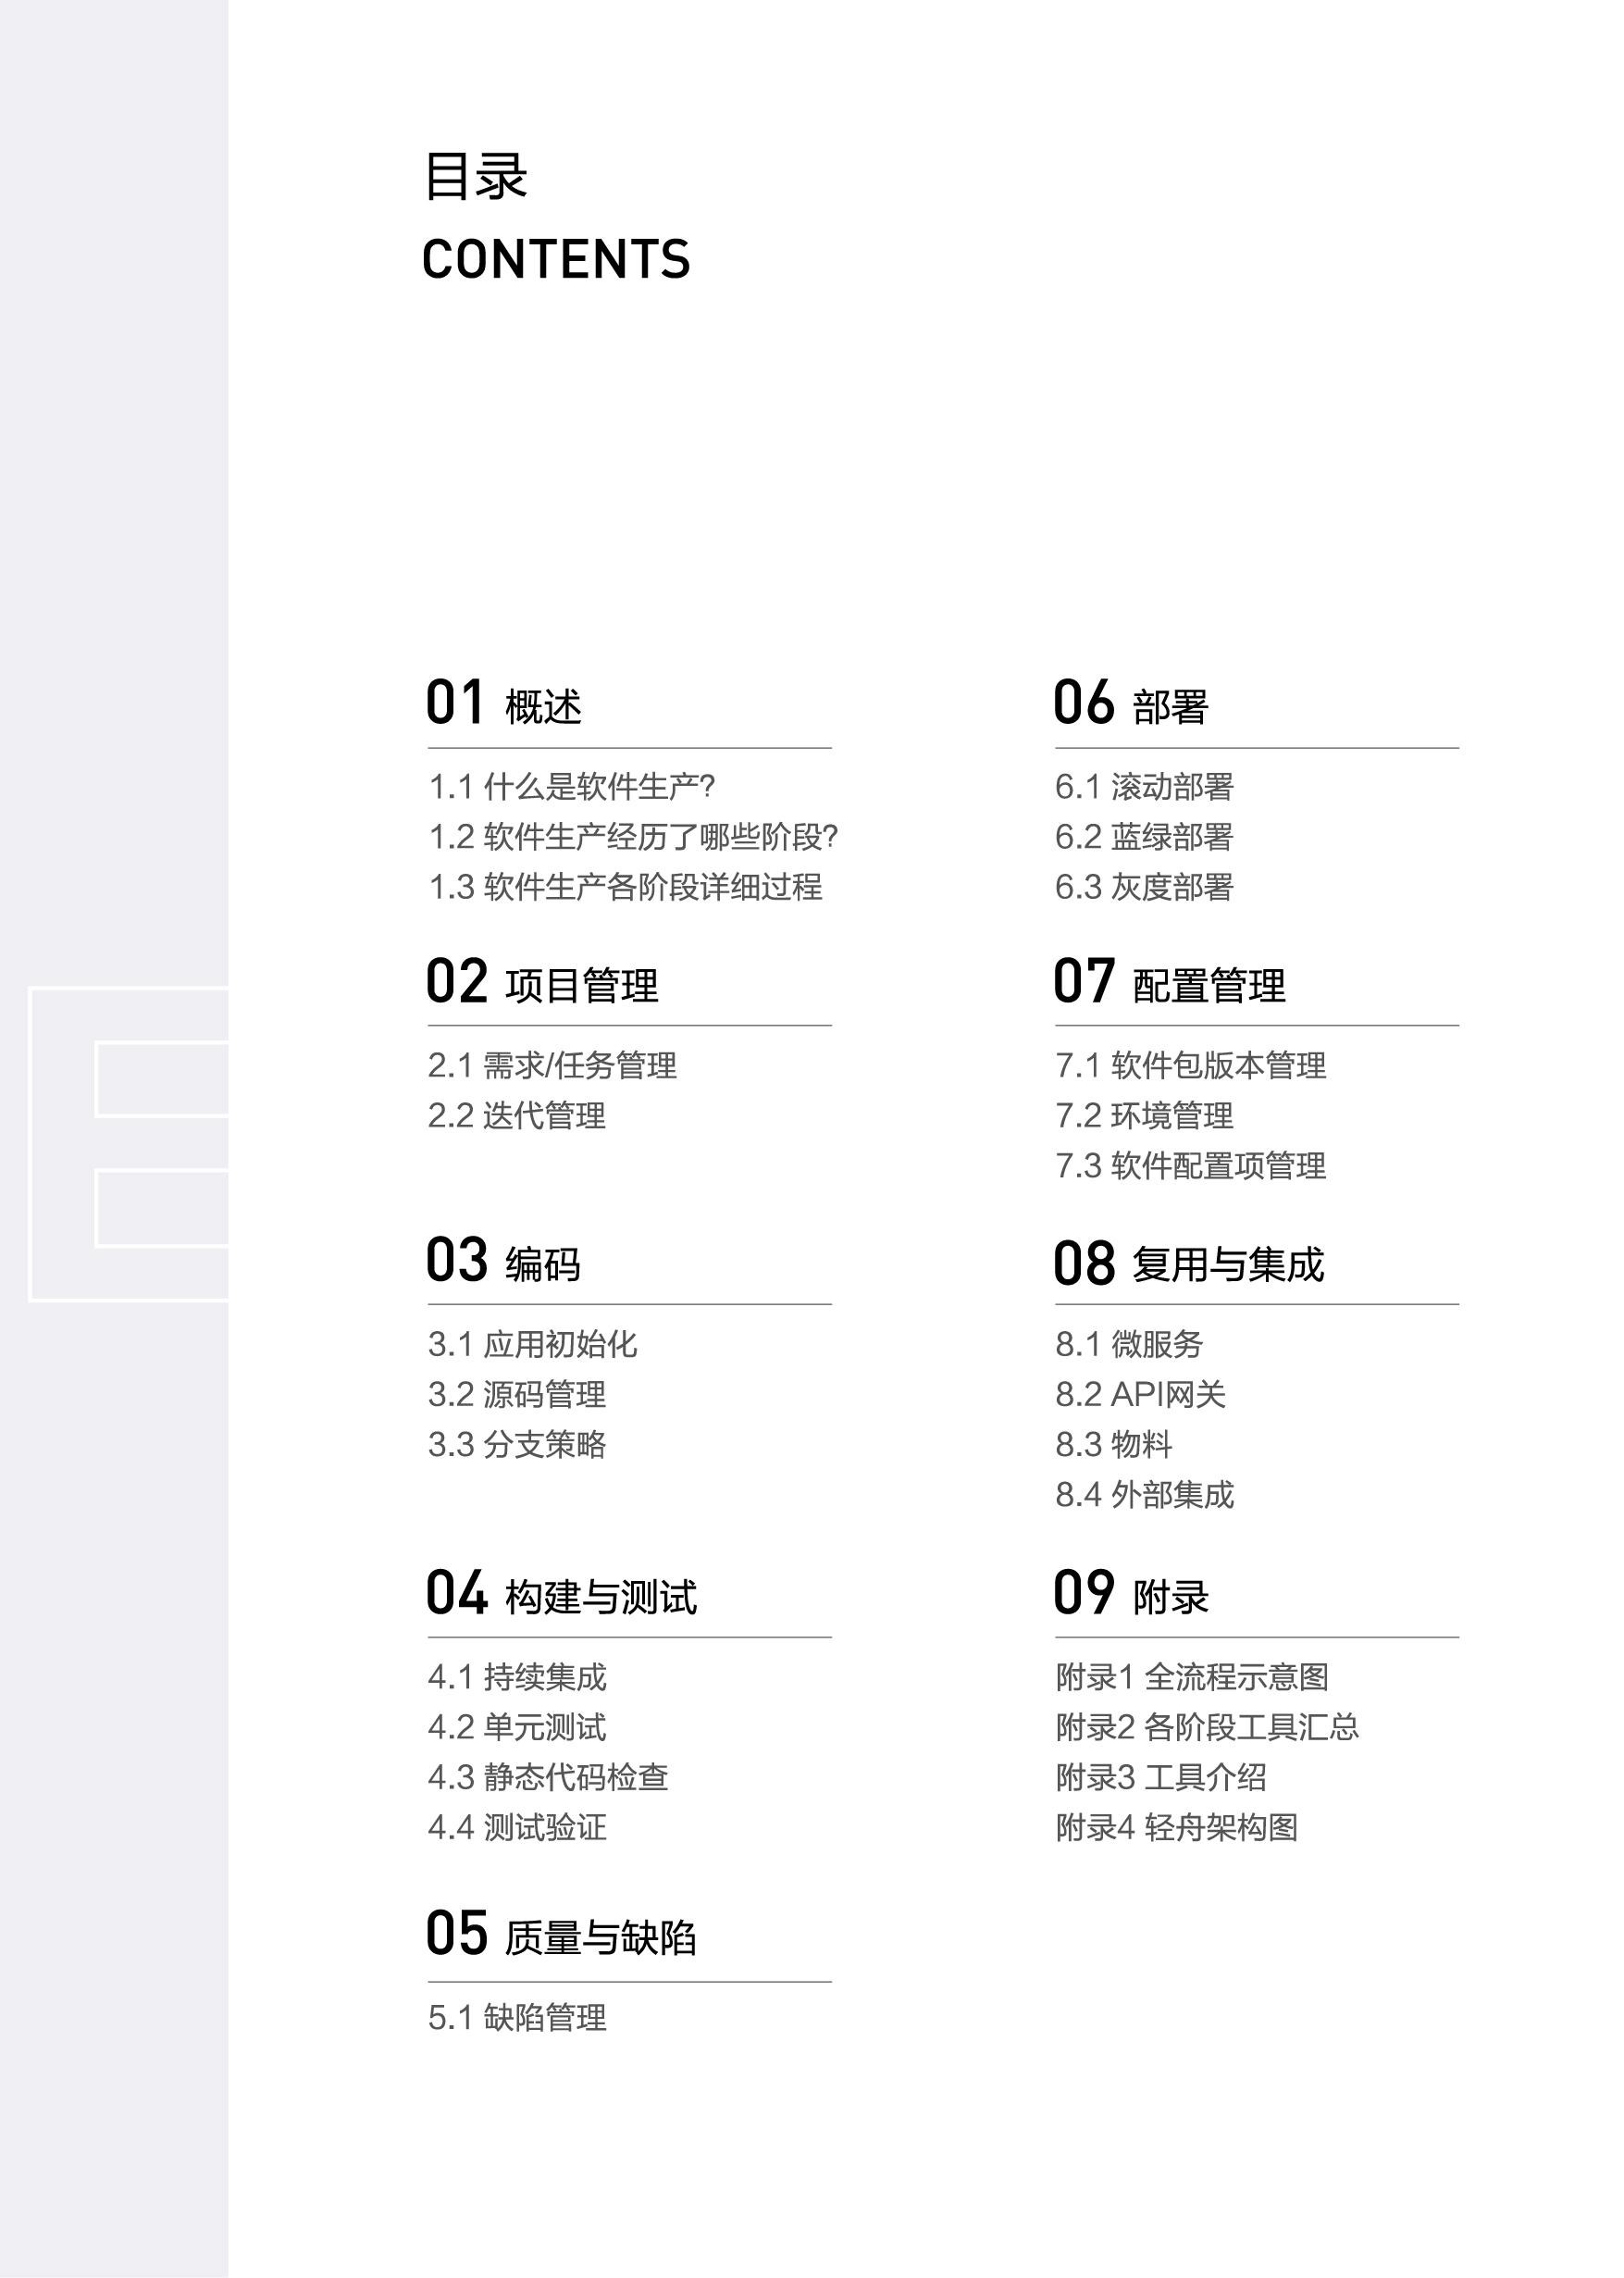 目录
CONTENTS
01 概述
1.1 什么是软件生产?
1.2 软件生产经历了哪些阶段?
1.3 软件生产各阶段详细过程
02 项目管理
2.1 需求/任务管理
2.2 迭代管理
03 编码
3.1 应用初始化
3.2 源码管理
3.3 分支策略
04 构建与测试
4.1 持续集成
4.2 单元测试
4.3 静态代码检查
4.4 测试验证
05 质量与缺陷
5.1 缺陷管理
06 部署
6.1 滚动部署
6.2 蓝绿部署
6.3 灰度部署
07 配置管理
7.1 软件包版本管理
7.2 环境管理
7.3 软件配置项管理
08 复用与集成
8.1 微服务
8.2 API网关
8.3 物料
8.4 外部集成
09 附录
附录1 全流程示意图
附录2 各阶段工具汇总
附录3 工具介绍
附录4 轻舟架构图
E